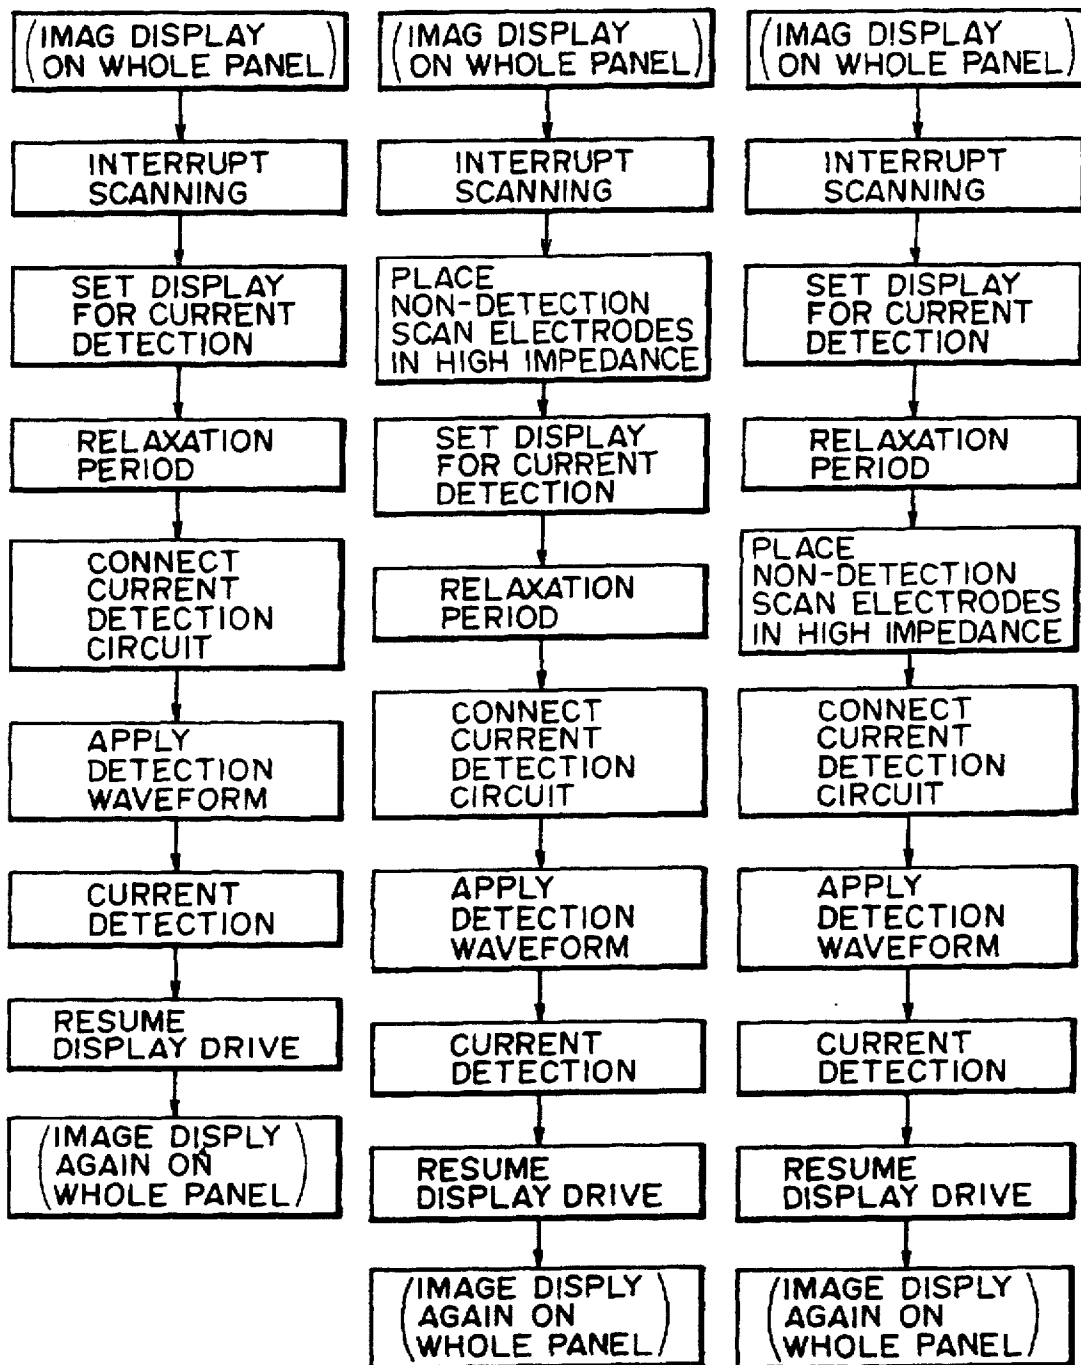 (IMAG DISPLAY
ON WHOLE PANEL)
INTERRUPT
SCANNING
SET DISPLAY
FOR CURRENT
DETECTION
RELAXATION
PERIOD
CONNECT
CURRENT
DETECTION
CIRCUIT
APPLY
DETECTION
WAVEFORM
CURRENT
DETECTION
RESUME
DISPLAY DRIVE
(IMAGE DISPLY
AGAIN ON
WHOLE PANEL)
(IMAG DISPLAY
ON WHOLE PANEL)
INTERRUPT
SCANNING
PLACE
NON-DETECTION
SCAN ELECTRODES
IN HIGH IMPEDANCE
SET DISPLAY
FOR CURRENT
DETECTION
RELAXATION
PERIOD
CONNECT
CURRENT
DETECTION
CIRCUIT
APPLY
DETECTION
WAVEFORM
CURRENT
DETECTION
RESUME
DISPLAY DRIVE
(IMAGE DISPLY
AGAIN ON
WHOLE PANEL)
(IMAG DISPLAY
ON WHOLE PANEL)
INTERRUPT
SCANNING
SET DISPLAY
FOR CURRENT
DETECTION
RELAXATION
PERIOD
PLACE
NON-DETECTION
SCAN ELECTRODES
IN HIGH IMPEDANCE
CONNECT
CURRENT
DETECTION
CIRCUIT
APPLY
DETECTION
WAVEFORM
CURRENT
DETECTION
RESUME
DISPLAY DRIVE
(IMAGE DISPLY
AGAIN ON
WHOLE PANEL)